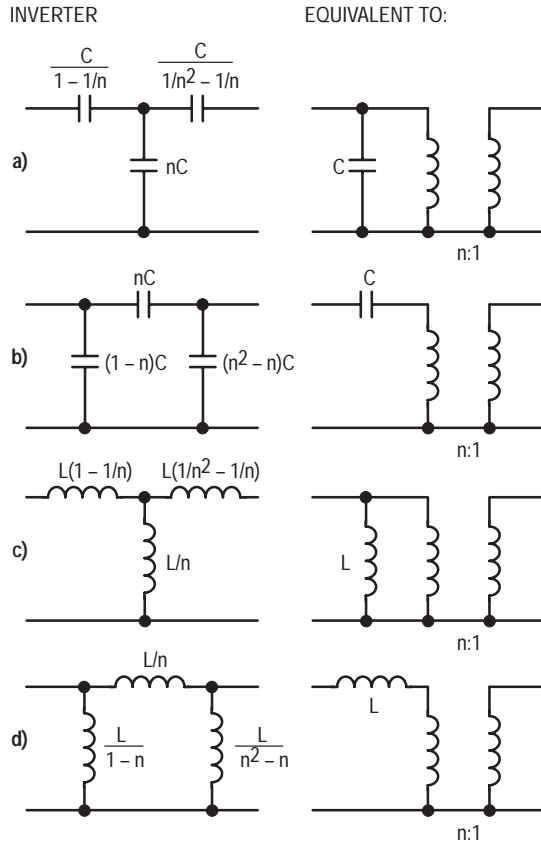 INVERTER EQUIVALENT TO:
C / 1 – 1/n C / 1/n² – 1/n
a) nC C
n:1
nC C
b) (1 – n)C (n² – n)C
n:1
L(1 – 1/n) L(1/n² – 1/n)
c) L/n L
n:1
L/n L
d) L / 1 – n L / n² – n
n:1